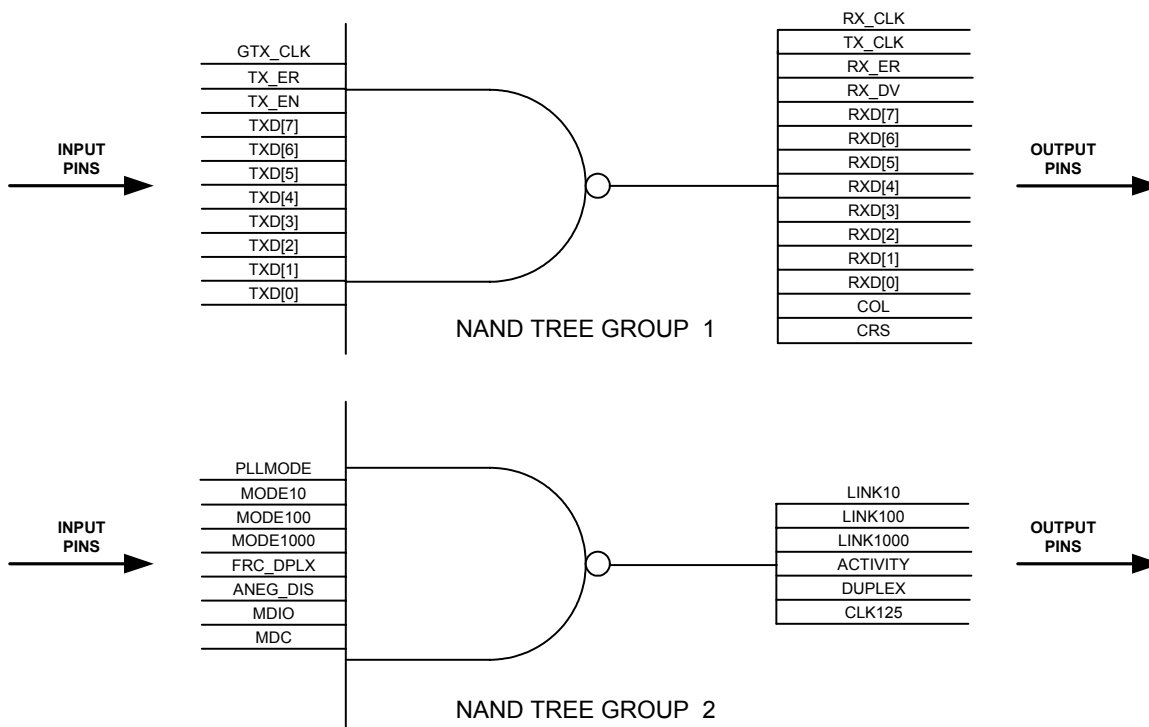 GTX_CLK
TX_ER
TX_EN
TXD[7]
TXD[6]
TXD[5]
TXD[4]
TXD[3]
TXD[2]
TXD[1]
TXD[0]
INPUT
PINS
RX_CLK
TX_CLK
RX_ER
RX_DV
RXD[7]
RXD[6]
RXD[5]
RXD[4]
RXD[3]
RXD[2]
RXD[1]
RXD[0]
COL
CRS
OUTPUT
PINS
NAND TREE GROUP 1
PLLMODE
MODE10
MODE100
MODE1000
FRC_DPLX
ANEG_DIS
MDIO
MDC
INPUT
PINS
LINK10
LINK100
LINK1000
ACTIVITY
DUPLEX
CLK125
OUTPUT
PINS
NAND TREE GROUP 2